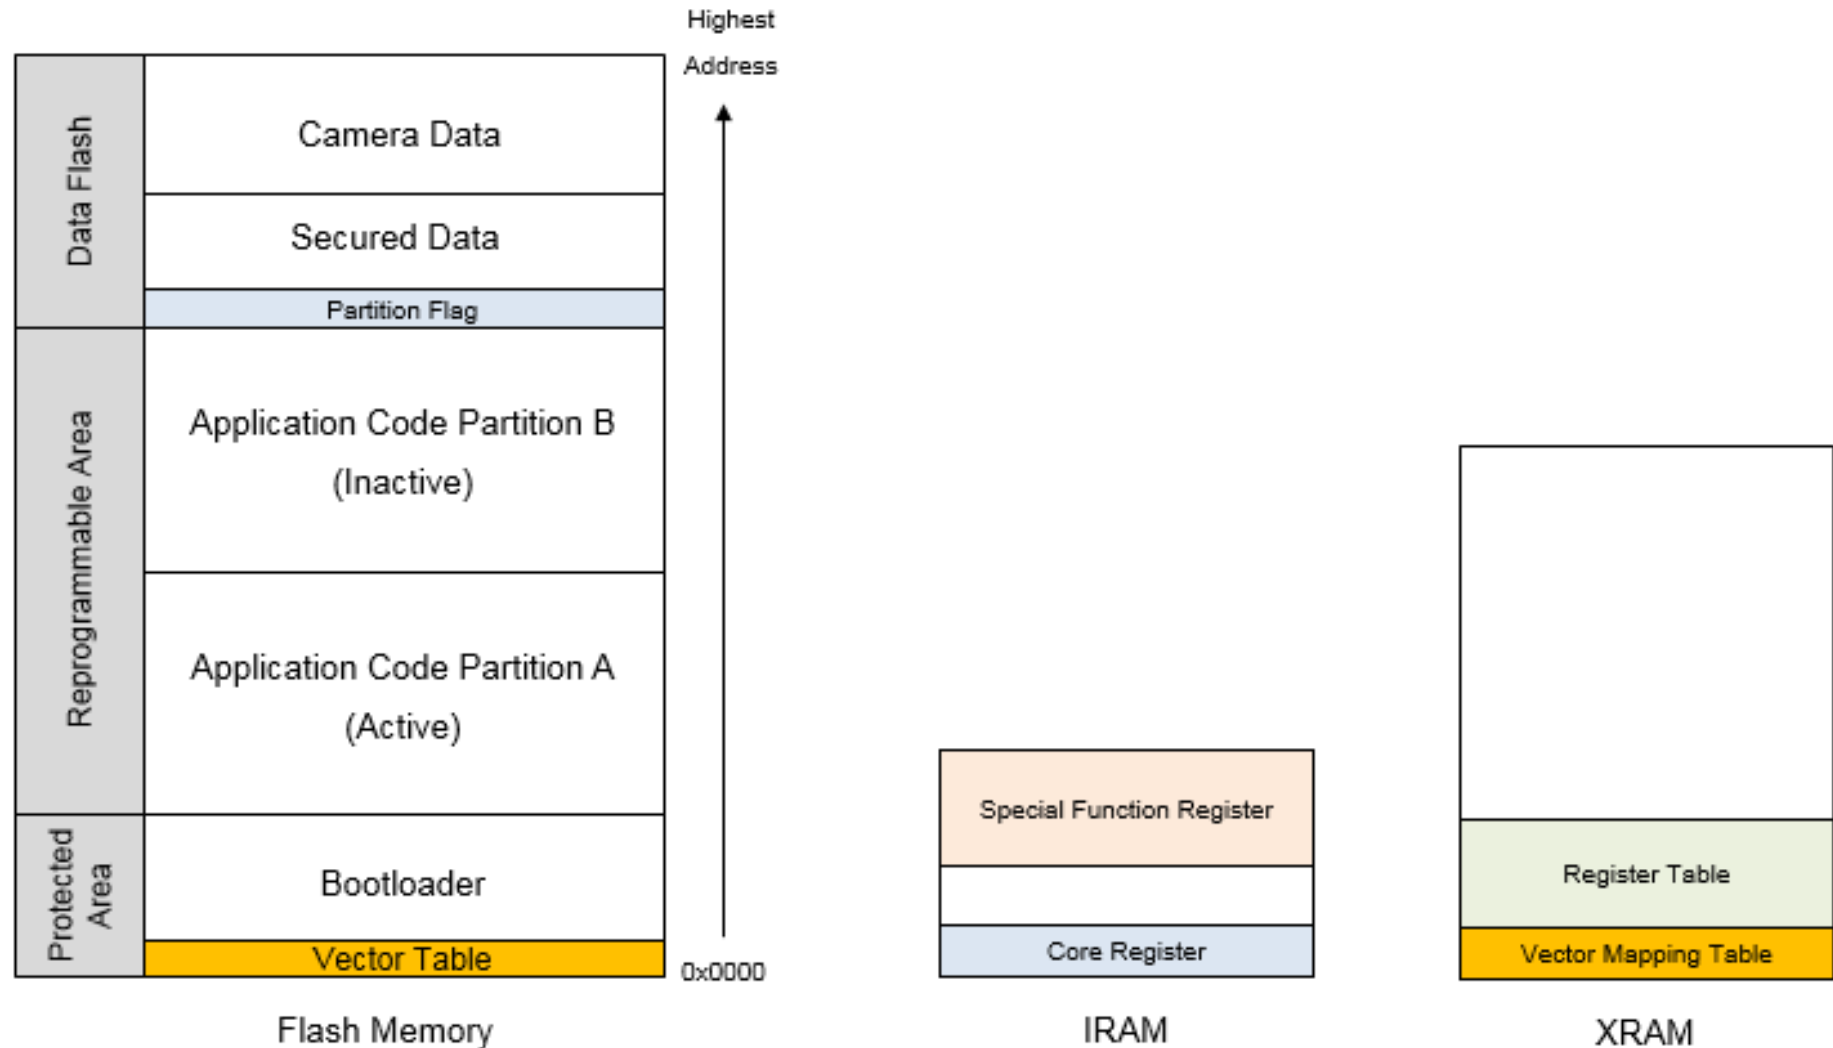 Highest
Address
Data Flash
Camera Data
Secured Data
Partition Flag
Reprogrammable Area
Application Code Partition B
(Inactive)
Application Code Partition A
(Active)
Protected
Area
Bootloader
Vector Table
0x0000
Flash Memory
Special Function Register
Core Register
IRAM
Register Table
Vector Mapping Table
XRAM